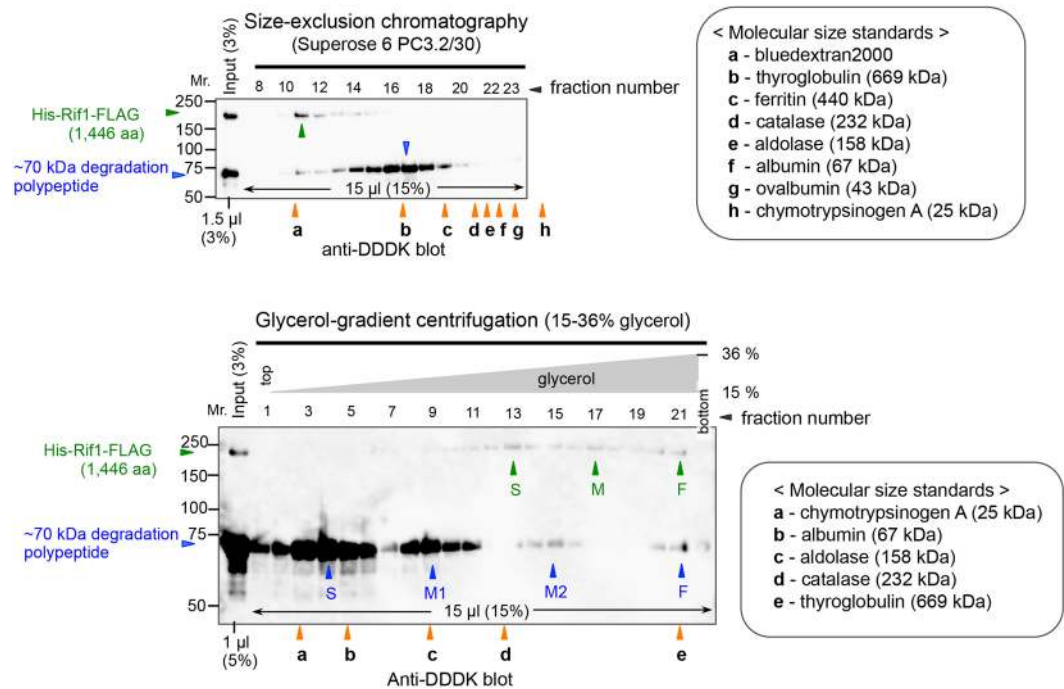 Size-exclusion chromatography
(Superose 6 PC3.2/30)
Mr.
Input (3%)
8 10 12 14 16 18 20 22 23
fraction number
His-Rif1-FLAG
(1,446 aa)
~70 kDa degradation
polypeptide
250
150
100
75
50
15 µl (15%)
1.5 µl
(3%)
a b c d e f g h
anti-DDDK blot
< Molecular size standards >
a - bluedextran2000
b - thyroglobulin (669 kDa)
c - ferritin (440 kDa)
d - catalase (232 kDa)
e - aldolase (158 kDa)
f - albumin (67 kDa)
g - ovalbumin (43 kDa)
h - chymotrypsinogen A (25 kDa)
Glycerol-gradient centrifugation (15-36% glycerol)
36 %
glycerol
15 %
Mr.
Input (3%)
top
bottom
1 3 5 7 9 11 13 15 17 19 21
fraction number
His-Rif1-FLAG
(1,446 aa)
~70 kDa degradation
polypeptide
250
150
100
75
50
S M F
S M1 M2 F
15 µl (15%)
1 µl
(5%)
a b c d e
Anti-DDDK blot
< Molecular size standards >
a - chymotrypsinogen A (25 kDa)
b - albumin (67 kDa)
c - aldolase (158 kDa)
d - catalase (232 kDa)
e - thyroglobulin (669 kDa)